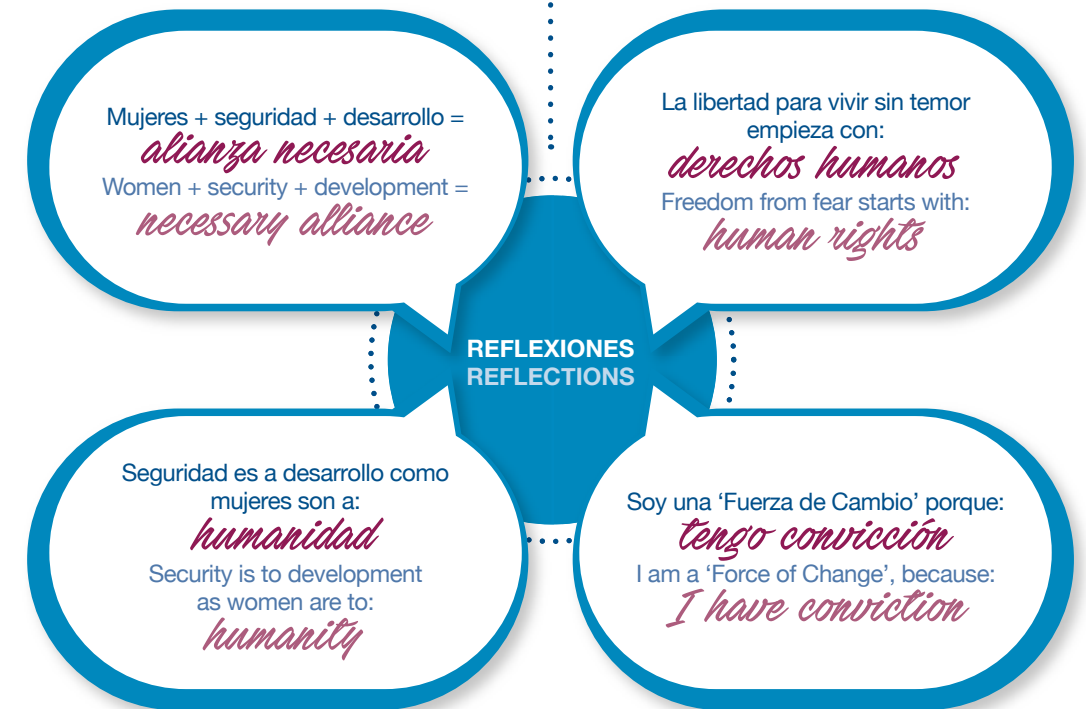 Mujeres + seguridad + desarrollo =
alianza necesaria
Women + security + development =
necessary alliance
La libertad para vivir sin temor
empieza con:
derechos humanos
Freedom from fear starts with:
human rights
REFLEXIONES
REFLECTIONS
Seguridad es a desarrollo como
mujeres son a:
humanidad
Security is to development
as women are to:
humanity
Soy una ‘Fuerza de Cambio’ porque:
tengo convicción
I am a ‘Force of Change’, because:
I have conviction